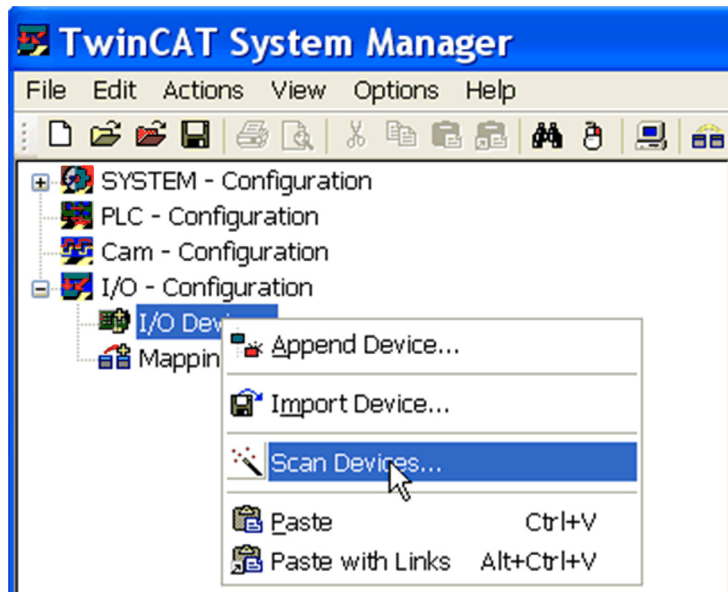 TwinCAT System Manager
File Edit Actions View Options Help
SYSTEM - Configuration
PLC - Configuration
Cam - Configuration
I/O - Configuration
I/O Dev
Mappin
Append Device...
Import Device...
Scan Devices...
Paste Ctrl+V
Paste with Links Alt+Ctrl+V